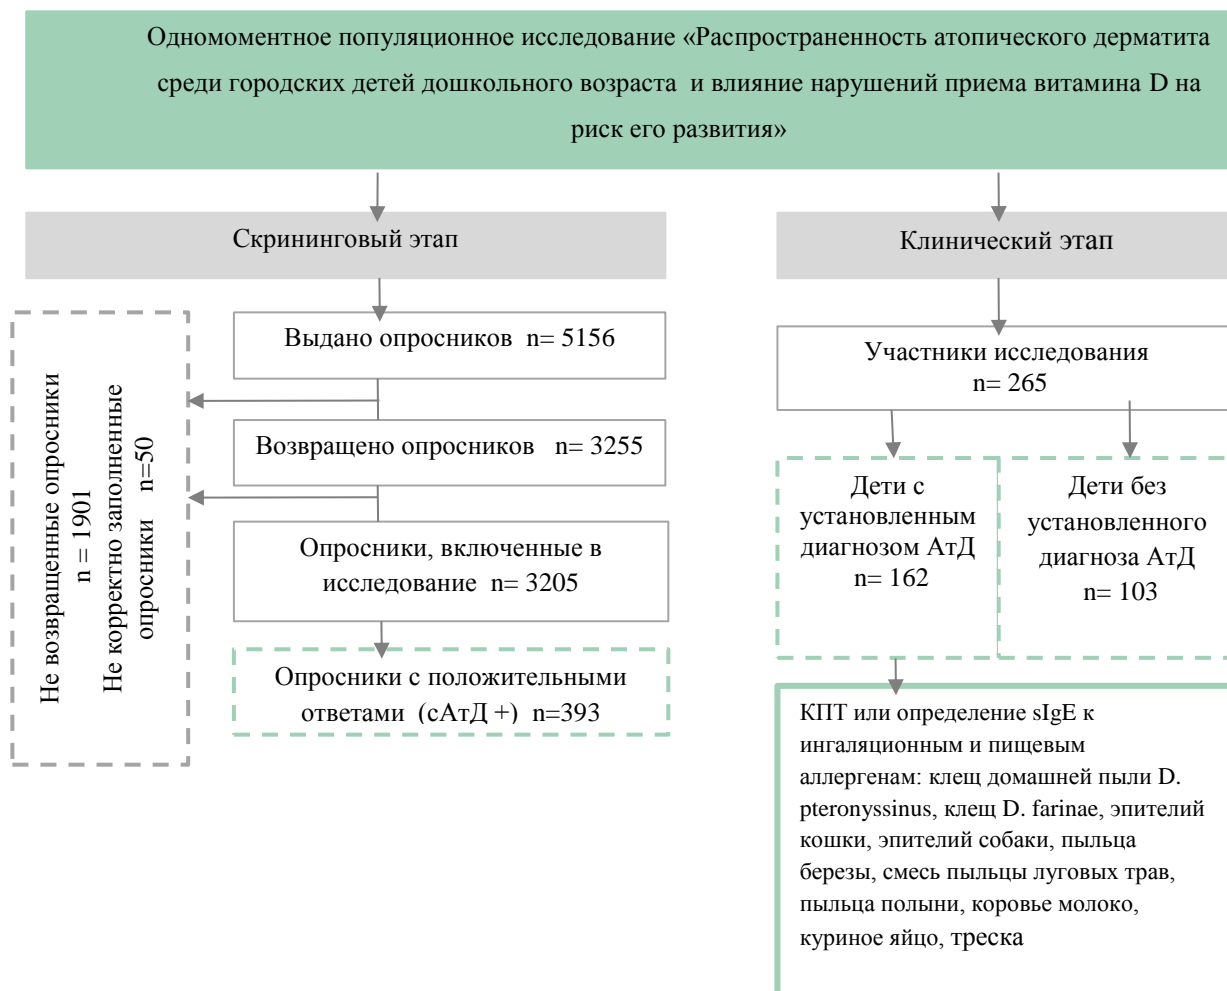 Одномоментное популяционное исследование «Распространенность атопического дерматита
среди городских детей дошкольного возраста и влияние нарушений приема витамина D на
риск его развития»
Скрининговый этап
Выдано опросников n= 5156
Возвращено опросников n= 3255
Опросники, включенные в
исследование n= 3205
Опросники с положительными
ответами (сАтД +) n=393
Не возвращенные опросники
n = 1901
Не корректно заполненные
опросники n=50
Клинический этап
Участники исследования
n= 265
Дети с
установленным
диагнозом АтД
n= 162
Дети без
установленного
диагноза АтД
n= 103
КПТ или определение sIgE к
ингаляционным и пищевым
аллергенам: клещ домашней пыли D.
pteronyssinus, клещ D. farinae, эпителий
кошки, эпителий собаки, пыльца
березы, смесь пыльцы луговых трав,
пыльца полыни, коровье молоко,
куриное яйцо, треска